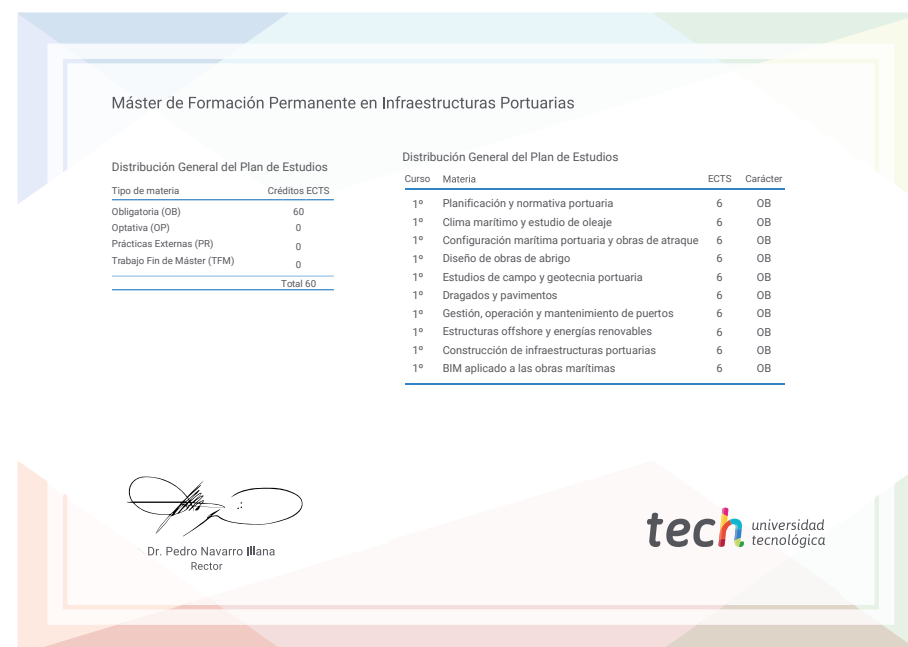 Máster de Formación Permanente en Infraestructuras Portuarias
Distribución General del Plan de Estudios
Tipo de materia Créditos ECTS
Obligatoria (OB) 60
Optativa (OP) 0
Prácticas Externas (PR) 0
Trabajo Fin de Máster (TFM) 0
Total 60
Distribución General del Plan de Estudios
Curso Materia ECTS Carácter
1º Planificación y normativa portuaria 6 OB
1º Clima marítimo y estudio de oleaje 6 OB
1º Configuración marítima portuaria y obras de atraque 6 OB
1º Diseño de obras de abrigo 6 OB
1º Estudios de campo y geotecnia portuaria 6 OB
1º Dragados y pavimentos 6 OB
1º Gestión, operación y mantenimiento de puertos 6 OB
1º Estructuras offshore y energías renovables 6 OB
1º Construcción de infraestructuras portuarias 6 OB
1º BIM aplicado a las obras marítimas 6 OB
Dr. Pedro Navarro Illana
Rector
tech universidad
tecnológica